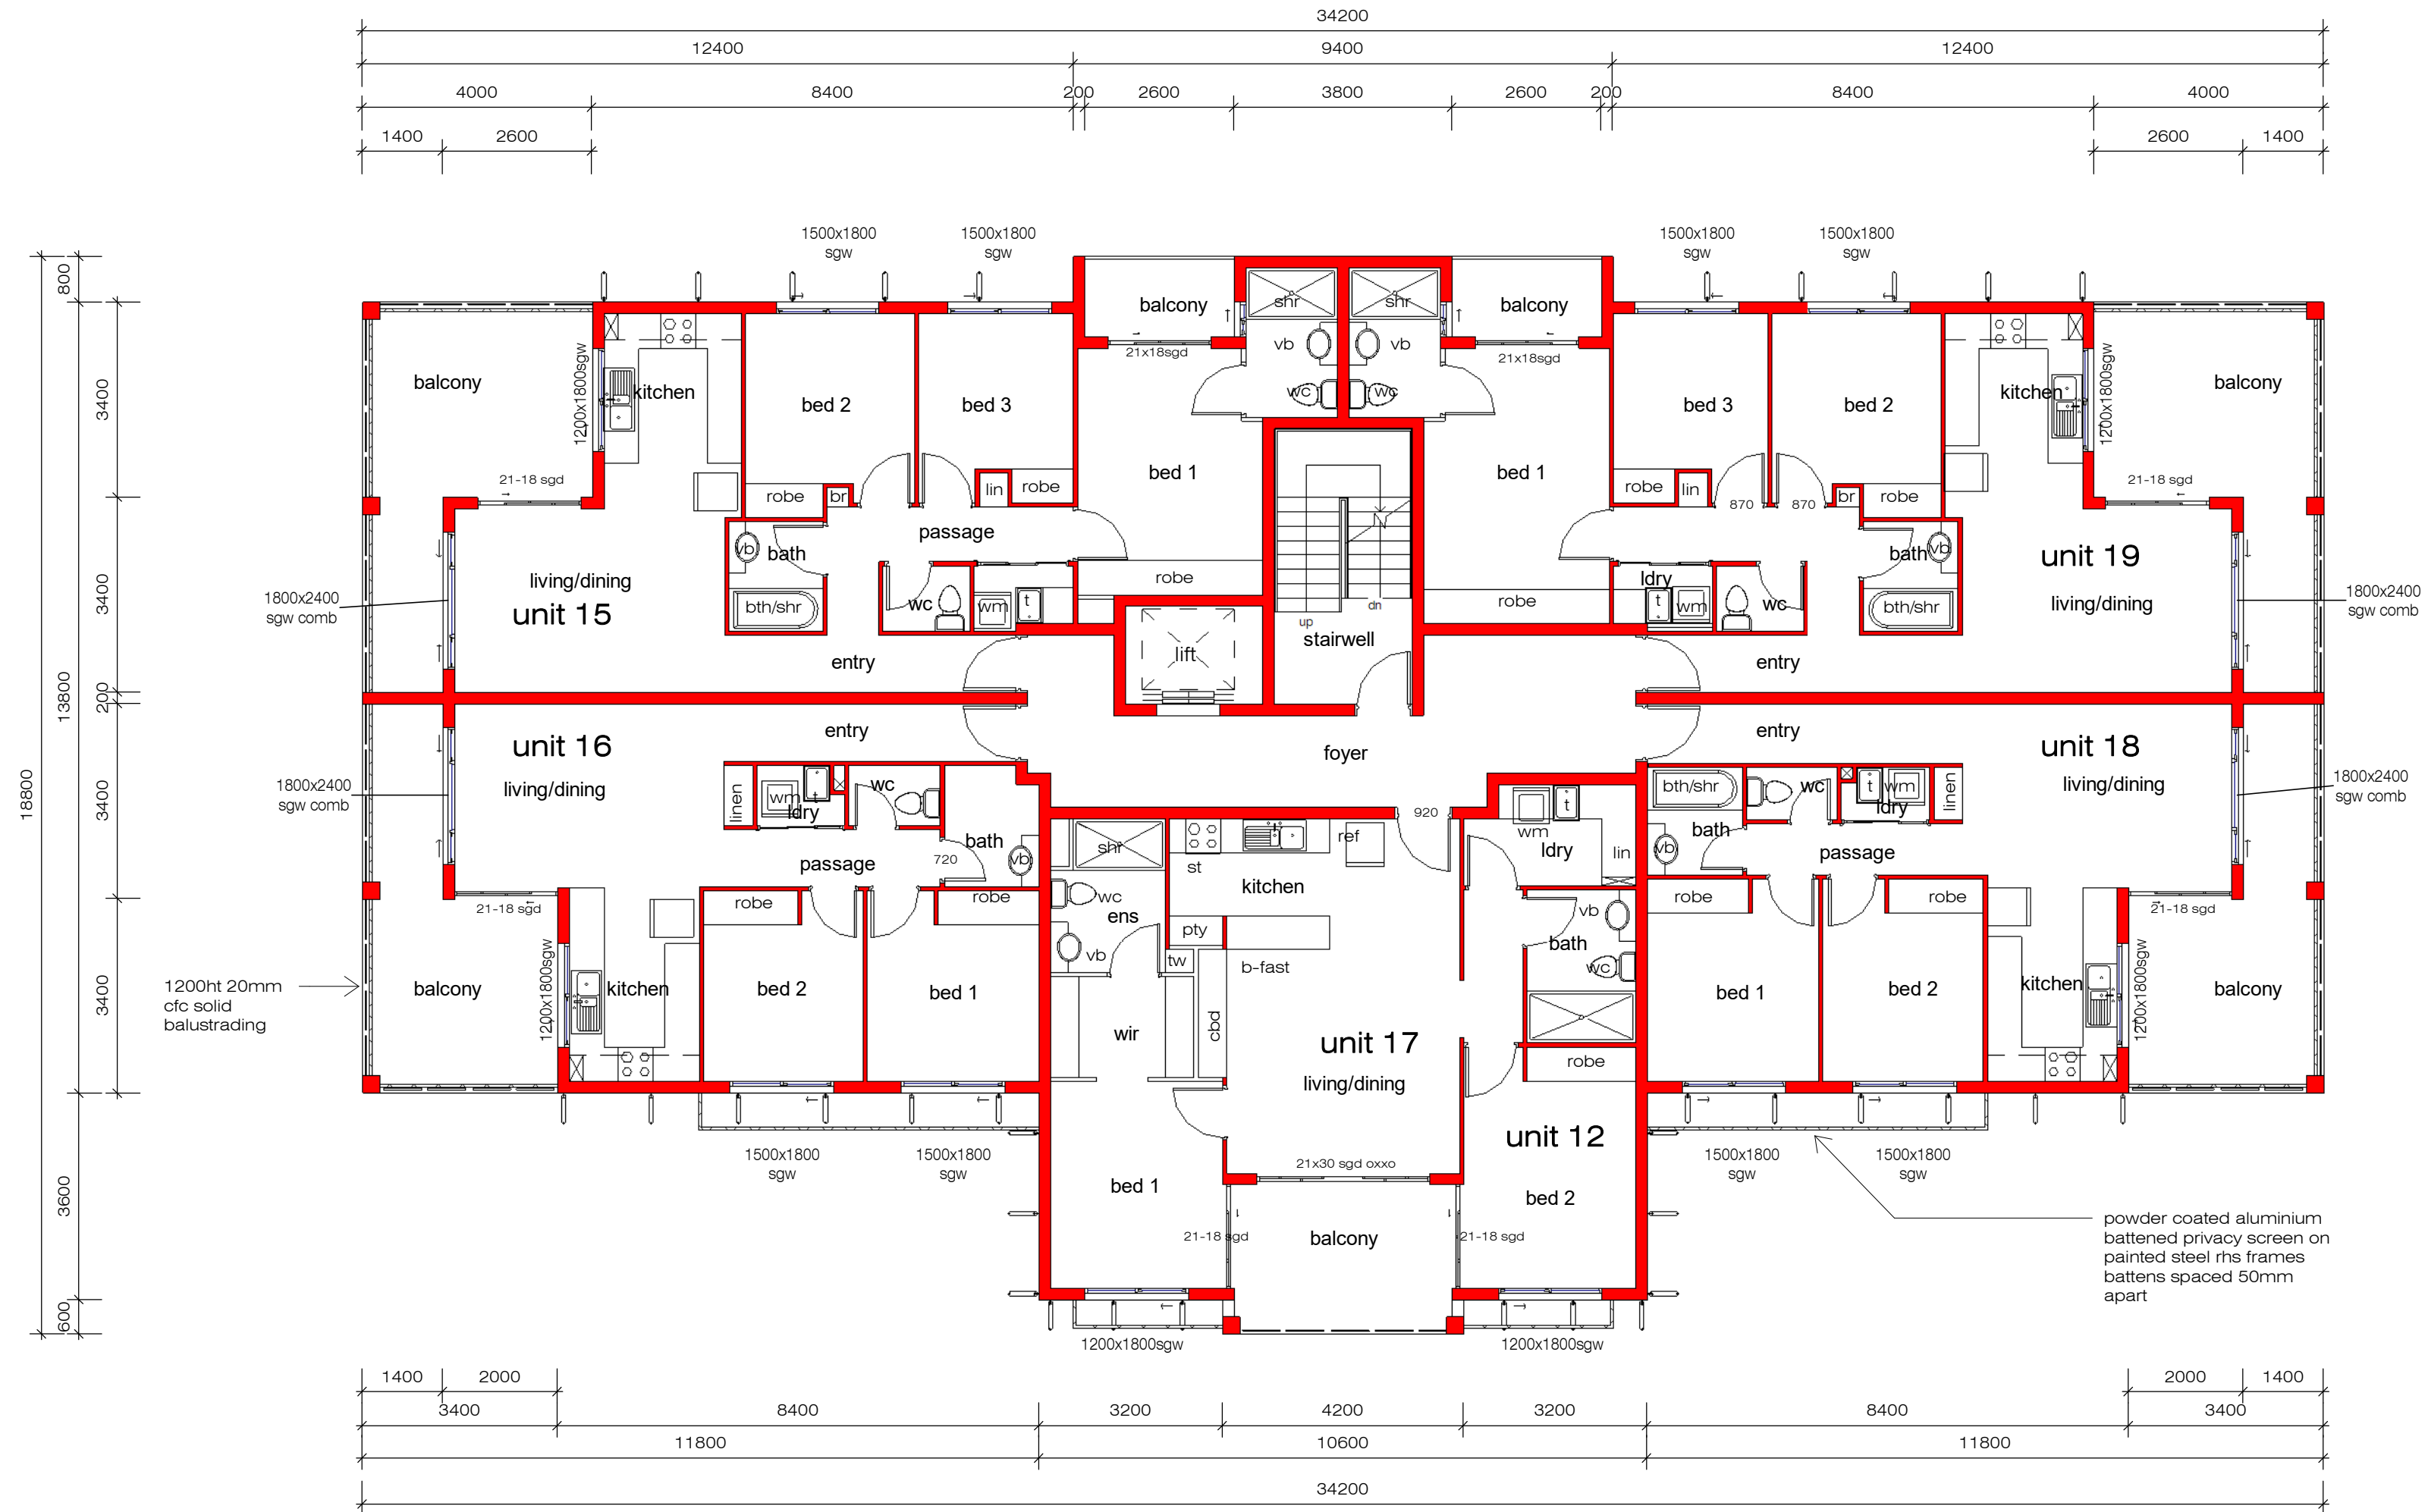 34200
12400 9400 12400
4000 8400 200 2600 3800 2600 200 8400 4000
1400 2600 2600 1400
1500x1800 sgw
1500x1800 sgw
1500x1800 sgw
1500x1800 sgw
800
3400
3400
200
3400
3400
13800
18800
3600
600
balcony
1200x1800sgw
kitchen
bed 2
bed 3
21-18 sgd
robe
br
lin
robe
passage
vb
bath
bth/shr
wc
wm
t
living/dining
unit 15
entry
1800x2400
sgw comb
balcony
21x18sgd
shr
vb
wc
bed 1
robe
lift
shr
vb
wc
balcony
21x18sgd
bed 1
robe
up
dn
stairwell
bed 3
bed 2
kitchen
1200x1800sgw
balcony
21-18 sgd
robe
lin
870
870
br
robe
bath
vb
ldry
t
wm
wc
bth/shr
unit 19
living/dining
entry
1800x2400
sgw comb
unit 16
living/dining
entry
1800x2400
sgw comb
linen
wm
t
ldry
wc
bath
vb
720
passage
21-18 sgd
robe
robe
balcony
1200x1800sgw
kitchen
bed 2
bed 1
1200ht 20mm
cfc solid
balustrading
1500x1800
sgw
1500x1800
sgw
foyer
920
shr
wc
ens
vb
st
kitchen
ref
pty
tw
b-fast
wir
cbd
unit 17
living/dining
wm
t
ldry
lin
vb
bath
wc
robe
unit 12
bed 1
bed 2
21x30 sgd oxxo
21-18 sgd
balcony
21-18 sgd
1200x1800sgw
1200x1800sgw
entry
unit 18
living/dining
1800x2400
sgw comb
bth/shr
wc
t
wm
ldry
linen
bath
vb
passage
robe
robe
21-18 sgd
bed 1
bed 2
kitchen
1200x1800sgw
balcony
1500x1800
sgw
1500x1800
sgw
powder coated aluminium
battened privacy screen on
painted steel rhs frames
battens spaced 50mm
apart
1400 2000 2000 1400
3400 8400 3200 4200 3200 8400 3400
11800 10600 11800
34200